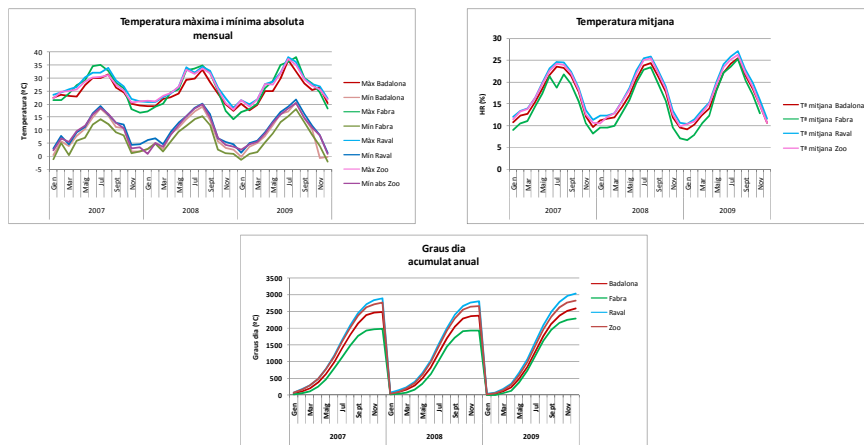 Temperatura màxima i mínima absoluta
mensual
Temperatura (ºC)
40
35
30
25
20
15
10
5
0
-5
Gen
Mar
Maig
Jul
Sept
Nov
Gen
Mar
Maig
Jul
Sept
Nov
Gen
Mar
Maig
Jul
Sept
Nov
2007
2008
2009
Màx Badalona
Mín Badalona
Màx Fabra
Mín Fabra
Màx Raval
Mín Raval
Màx Zoo
Mín abs Zoo
Temperatura mitjana
HR (%)
30
25
20
15
10
5
0
Gen
Mar
Maig
Jul
Sept
Nov
Gen
Mar
Maig
Jul
Sept
Nov
Gen
Mar
Maig
Jul
Sept
Nov
2007
2008
2009
Tª mitjana Badalona
Tª mitjana Fabra
Tª mitjana Raval
Tª mitjana Zoo
Graus dia
acumulat anual
Graus dia (ºC)
3500
3000
2500
2000
1500
1000
500
0
Gen
Mar
Maig
Jul
Sept
Nov
Gen
Mar
Maig
Jul
Sept
Nov
Gen
Mar
Maig
Jul
Sept
Nov
2007
2008
2009
Badalona
Fabra
Raval
Zoo